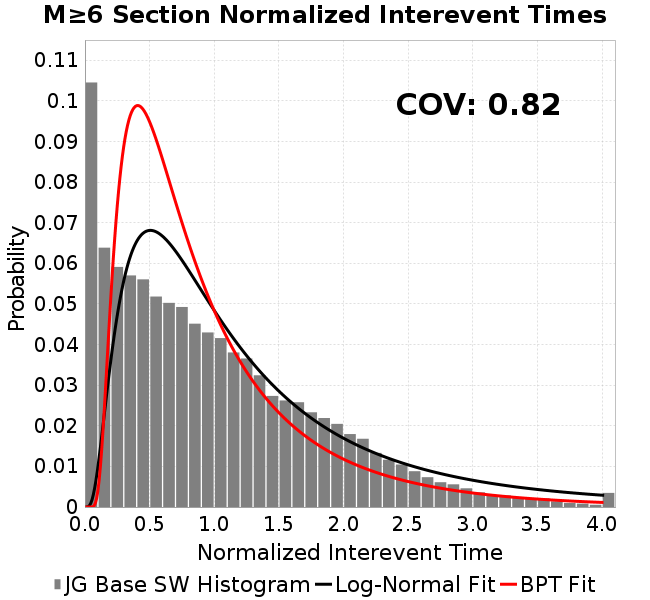 M≥6 Section Normalized Interevent Times
COV: 0.82
Probability
0.11
0.1
0.09
0.08
0.07
0.06
0.05
0.04
0.03
0.02
0.01
0
0.0 0.5 1.0 1.5 2.0 2.5 3.0 3.5 4.0
Normalized Interevent Time
JG Base SW Histogram Log-Normal Fit BPT Fit